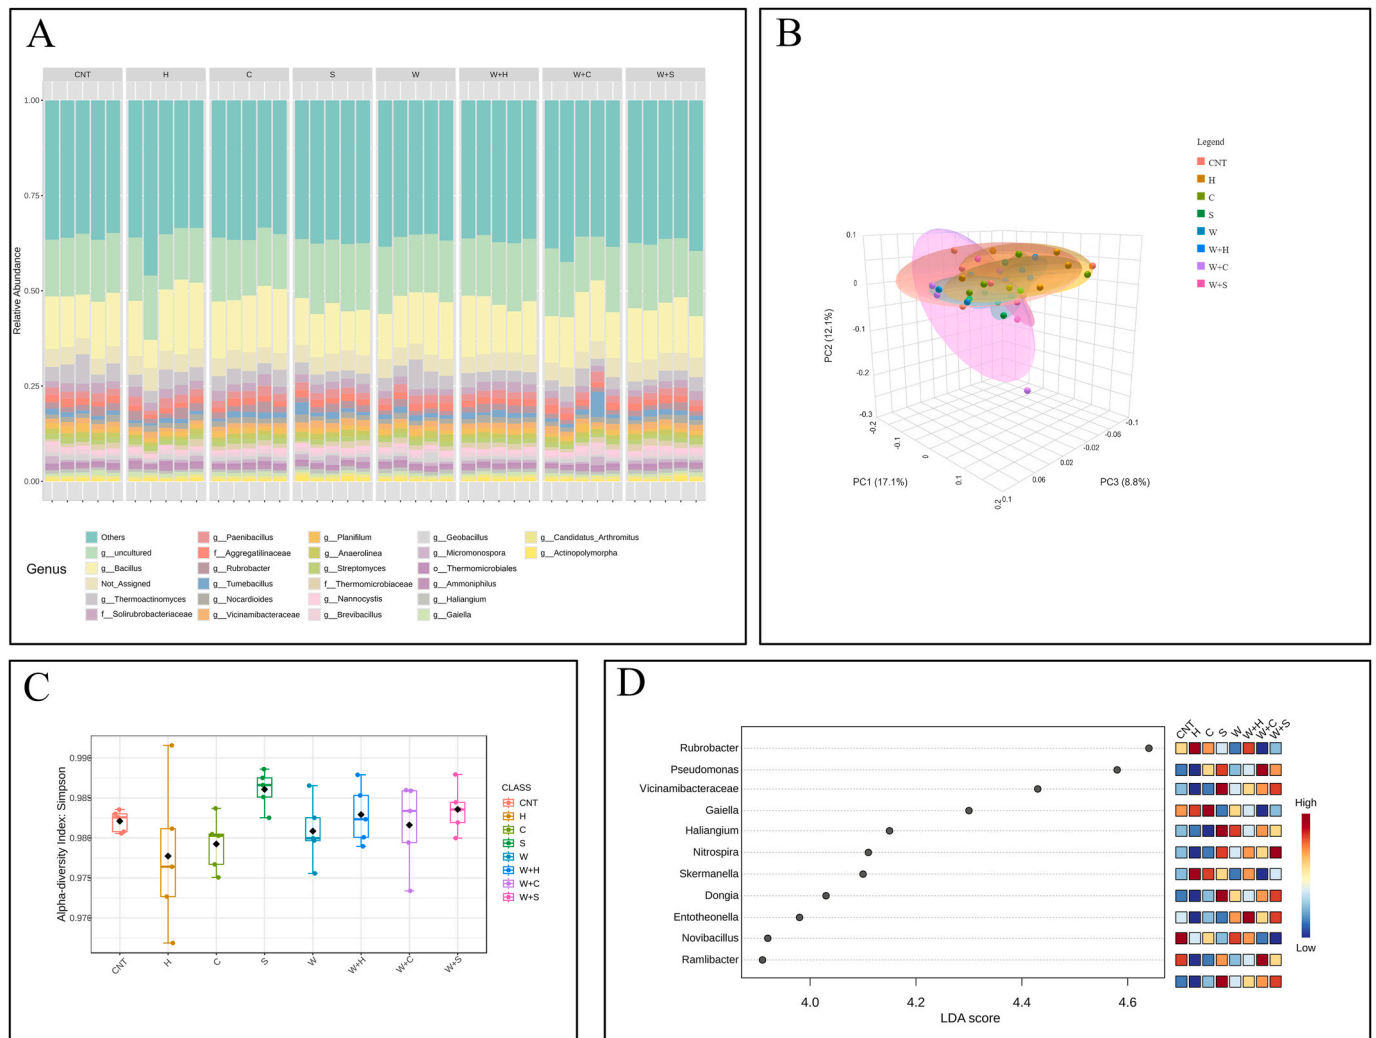 A
CNT H C S W W+H W+C W+S
1.00
0.75
0.50
0.25
0.00
Relative Abundance
Genus
Others
g__uncultured
g__Bacillus
Not_Assigned
g__Thermoactinomyces
f__Solirubrobacteriaceae
g__Paenibacillus
f__Aggregatilinaceae
g__Rubrobacter
g__Tumebacillus
g__Nocardioides
g__Vicinamibacteraceae
g__Planifilum
g__Anaerolinea
g__Streptomyces
f__Thermomicrobiaceae
g__Nannocystis
g__Brevibacillus
g__Geobacillus
g__Micromonospora
o__Thermomicrobiales
g__Ammoniphilus
g__Haliangium
g__Gaiella
g__Candidatus_Arthromitus
g__Actinopolymorpha
B
Legend
CNT
H
C
S
W
W+H
W+C
W+S
0.1
0
-0.1
-0.2
-0.3
PC2 (12.1%)
-0.2
-0.1
0
0.1
0.2
PC1 (17.1%)
0.1
0.06
0.02
-0.02
-0.06
-0.1
PC3 (8.8%)
C
Alpha-diversity Index: Simpson
0.985
0.980
0.975
CNT H C S W W+H W+C W+S
CLASS
CNT
H
C
S
W
W+H
W+C
W+S
D
Rubrobacter
Pseudomonas
Vicinamibacteraceae
Gaiella
Haliangium
Nitrospira
Skermanella
Dongia
Entotheonella
Novibacillus
Ramlibacter
4.0 4.2 4.4 4.6
LDA score
CNT H C S W W+H W+C W+S
High
Low